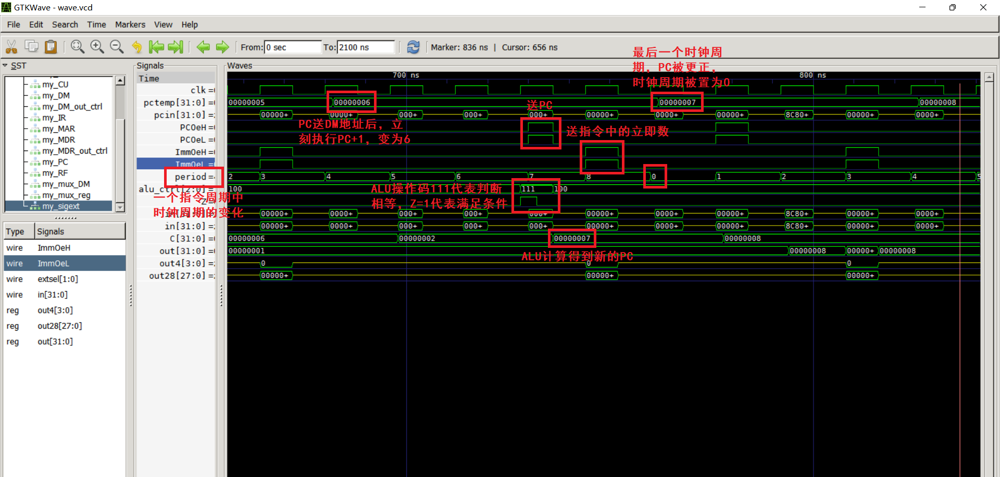 GTKWave - wave.vcd
File Edit Search Time Markers View Help
From: 0 sec To: 2100 ns Marker: 836 ns | Cursor: 656 ns
最后一个时钟周
期，PC被更正，
时钟周期被置为0
SST
my_CU
my_DM
my_DM_out_ctrl
my_IR
my_MAR
my_MDR
my_MDR_out_ctrl
my_PC
my_RF
my_mux_DM
my_mux_reg
my_sigext
Type Signals
wire ImmOeH
wire ImmOeL
wire extsel[1:0]
wire in[31:0]
reg out4[3:0]
reg out28[27:0]
reg out[31:0]
Signals
Time
clk =
pctemp[31:0] =
pcin[31:0] =
PCOeH =
PCOeL =
ImmOeH =
ImmOeL =
period =
alu_ctrl[2:0] =
一个指令周期中
时钟周期的变化
in[31:0] =
C[31:0] =
out[31:0] =
out4[3:0] =
out28[27:0] =
Waves
700 ns 800 ns
00000005 00000006 00000007 00000008
00000+ 0000+ 000+ 000+ 000+ 00000+ 0000+ 00000+ 8C80+ 00000+ 0000+
送PC
PC送DM地址后，立
刻执行PC+1，变为6
送指令中的立即数
2 3 4 5 6 7 8 0 1 2 3 4 5
100 111 100
ALU操作码111代表判断
相等，Z=1代表满足条件
00000+ 0000+ 000+ 000+ 000+ 00000+ 0000+ 00000+ 8C80+ 00000+ 0000+
00000+ 0000+ 000+ 000+ 000+ 00000+ 0000+ 00000+ 8C80+ 00000+ 0000+
00000006 00000002 00000007 00000008
00000001 00000008 00000+ 00000008
ALU计算得到新的PC
0 0 0
00000+ 00000+ 00000+